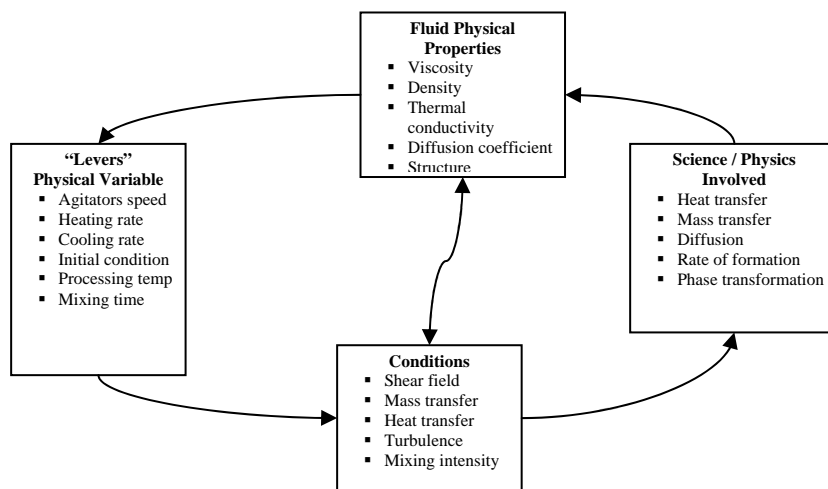 Fluid Physical
Properties
▪ Viscosity
▪ Density
▪ Thermal
conductivity
▪ Diffusion coefficient
▪ Structure
“Levers”
Physical Variable
▪ Agitators speed
▪ Heating rate
▪ Cooling rate
▪ Initial condition
▪ Processing temp
▪ Mixing time
Science / Physics
Involved
▪ Heat transfer
▪ Mass transfer
▪ Diffusion
▪ Rate of formation
▪ Phase transformation
Conditions
▪ Shear field
▪ Mass transfer
▪ Heat transfer
▪ Turbulence
▪ Mixing intensity